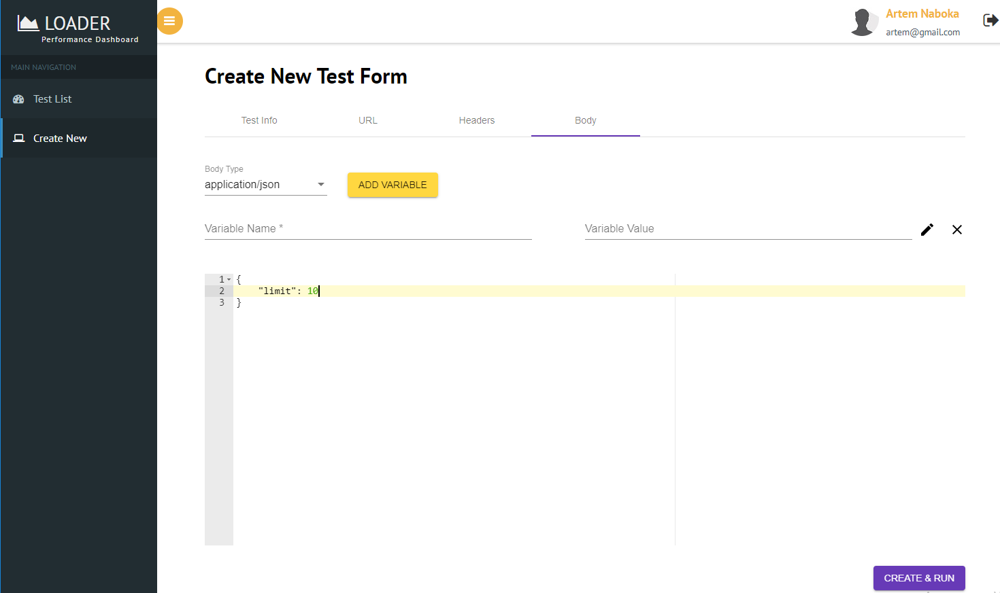 LOADER
Performance Dashboard
MAIN NAVIGATION
Test List
Create New
Artem Naboka
artem@gmail.com
Create New Test Form
Test Info URL Headers Body
Body Type
application/json
ADD VARIABLE
Variable Name * Variable Value
1 {
2 "limit": 10
3 }
CREATE & RUN